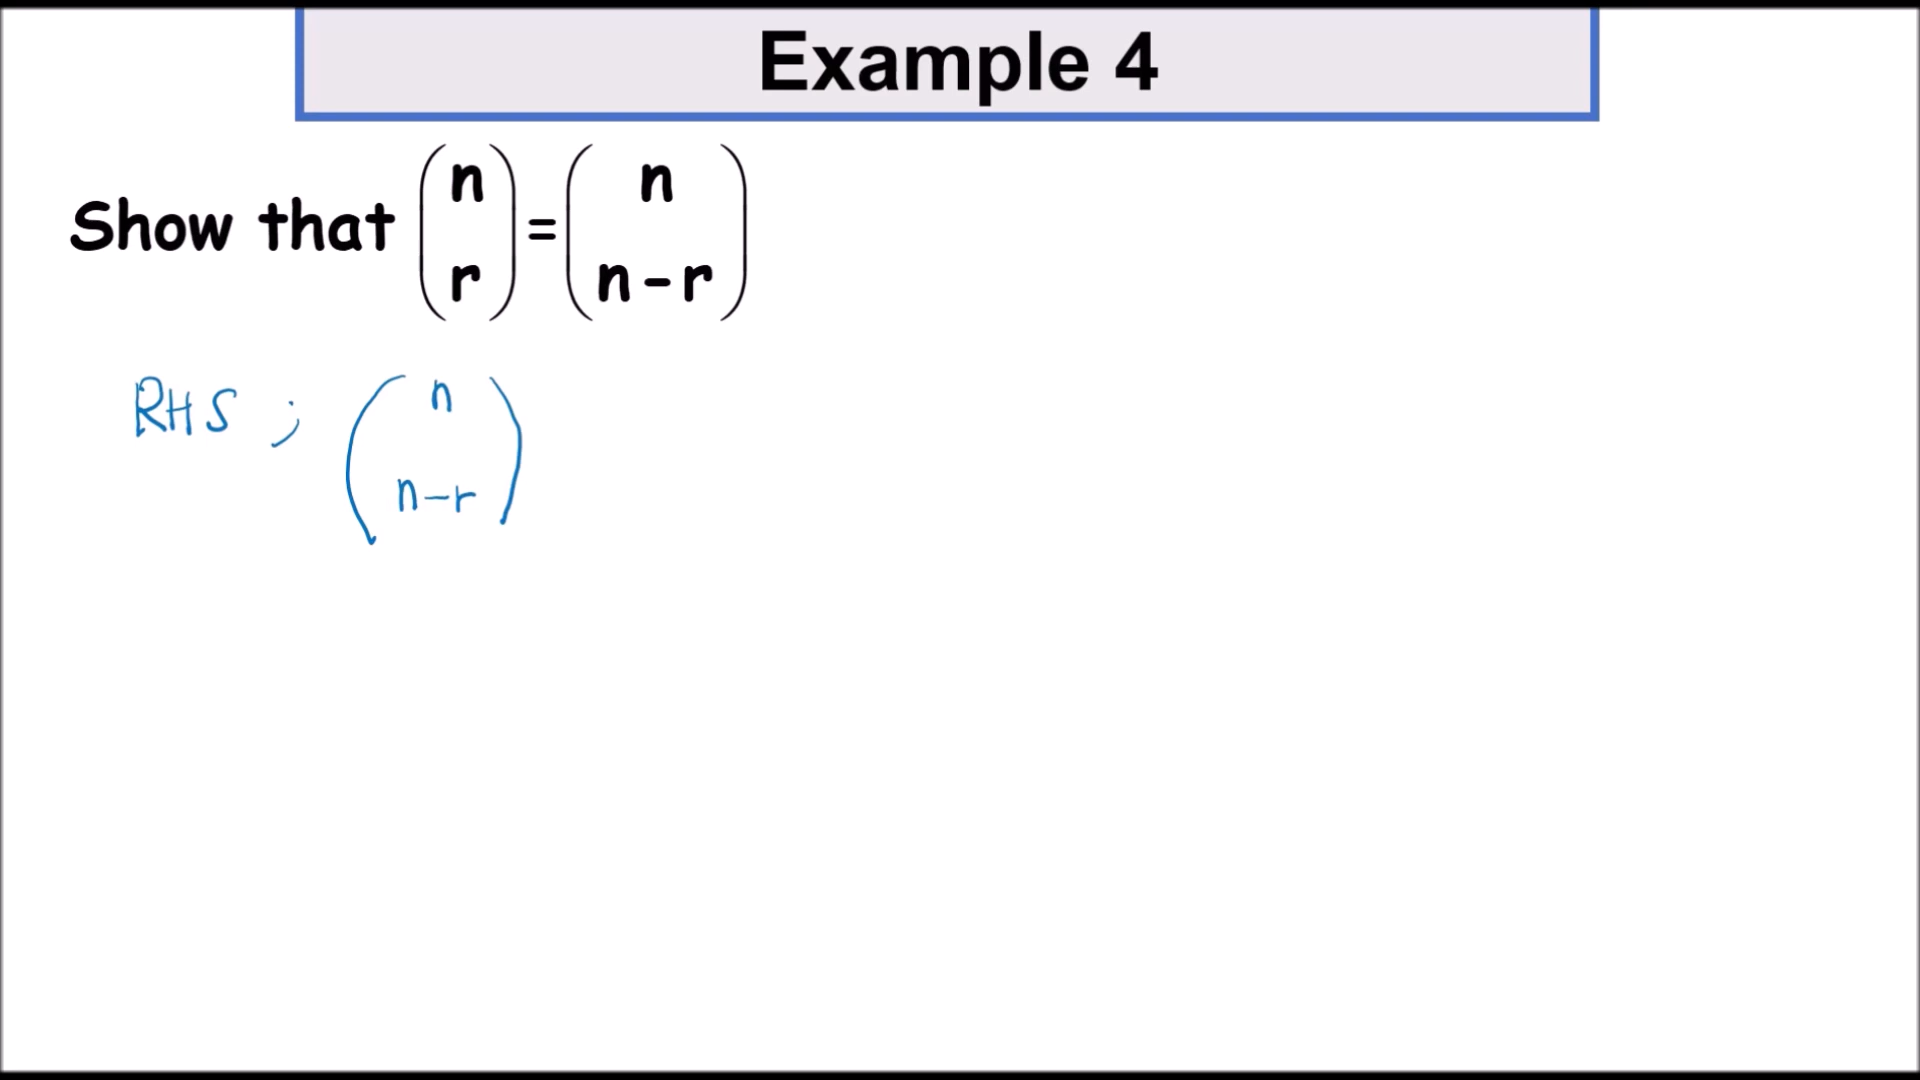 Example 4
Show that (n r) = (n n-r)
RHS ; (n n-r)